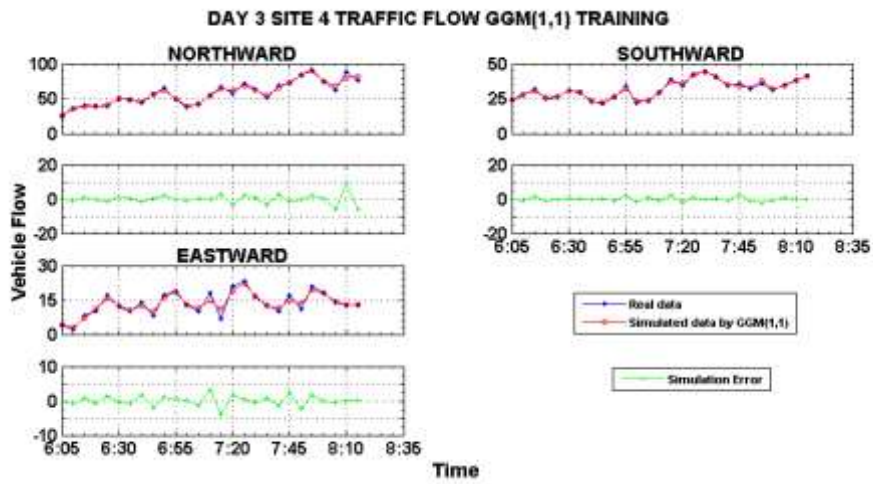 DAY 3 SITE 4 TRAFFIC FLOW GGM(1,1) TRAINING
NORTHWARD
100
50
0
20
0
-20
EASTWARD
30
15
0
10
0
-10
6:05 6:30 6:55 7:20 7:45 8:10 8:35
Vehicle Flow
SOUTHWARD
50
25
0
20
0
-20
6:05 6:30 6:55 7:20 7:45 8:10 8:35
Real data
Simulated data by GGM(1,1)
Simulation Error
Time